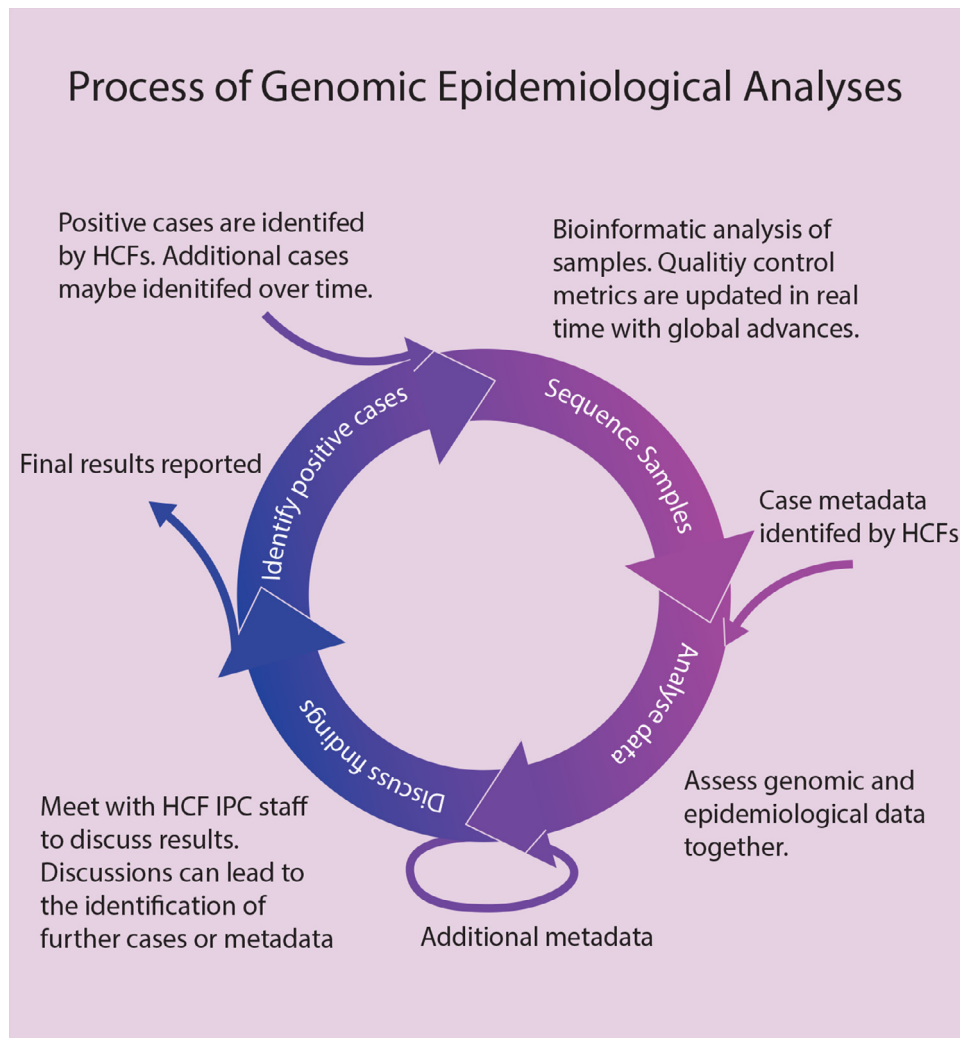 Process of Genomic Epidemiological Analyses
Positive cases are identifed
by HCFs. Additional cases
maybe idenitifed over time.
Bioinformatic analysis of
samples. Qualitiy control
metrics are updated in real
time with global advances.
Identify positive cases
Sequence Samples
Final results reported
Case metadata
identifed by HCFs
Analyse data
Discuss findings
Assess genomic and
epidemiological data
together.
Meet with HCF IPC staff
to discuss results.
Discussions can lead to
the identification of
further cases or metadata
Additional metadata